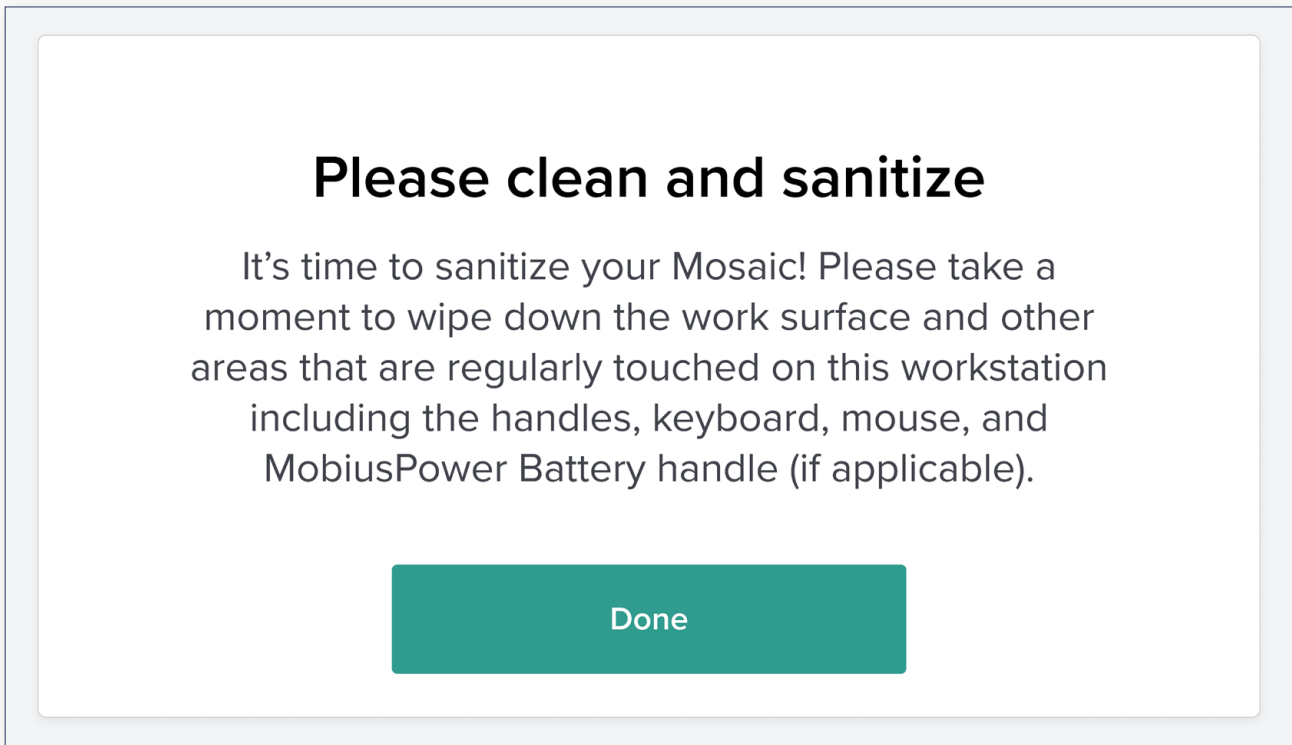 Please clean and sanitize
It’s time to sanitize your Mosaic! Please take a
moment to wipe down the work surface and other
areas that are regularly touched on this workstation
including the handles, keyboard, mouse, and
MobiusPower Battery handle (if applicable).
Done